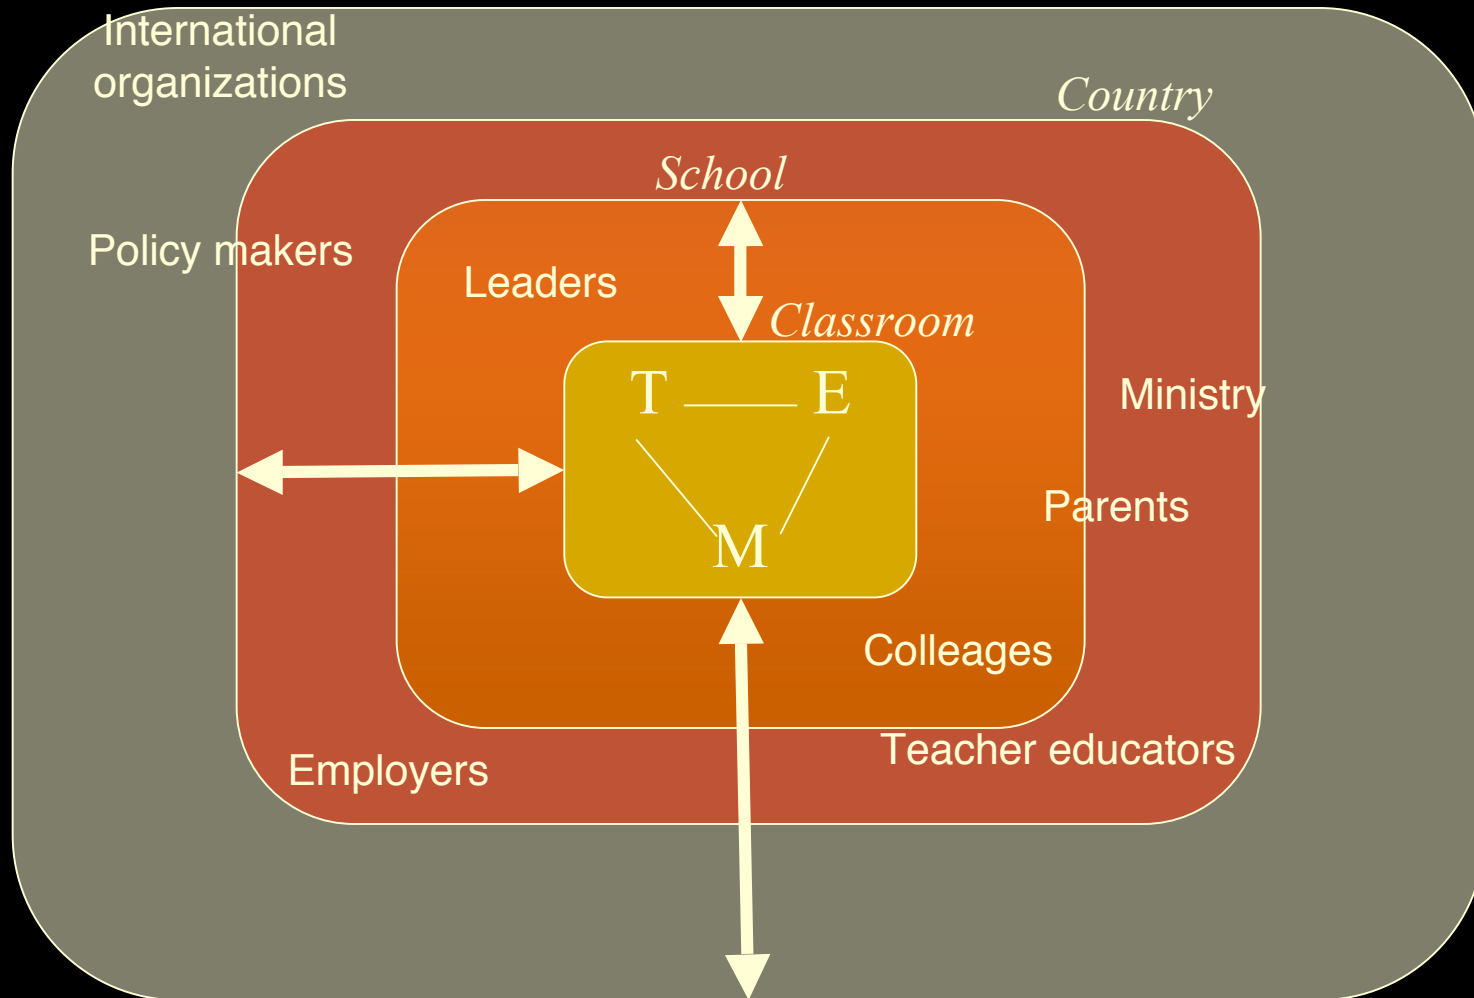 International
organizations
Country
School
Policy makers
Leaders
Classroom
T E
Ministry
Parents
M
Colleages
Teacher educators
Employers